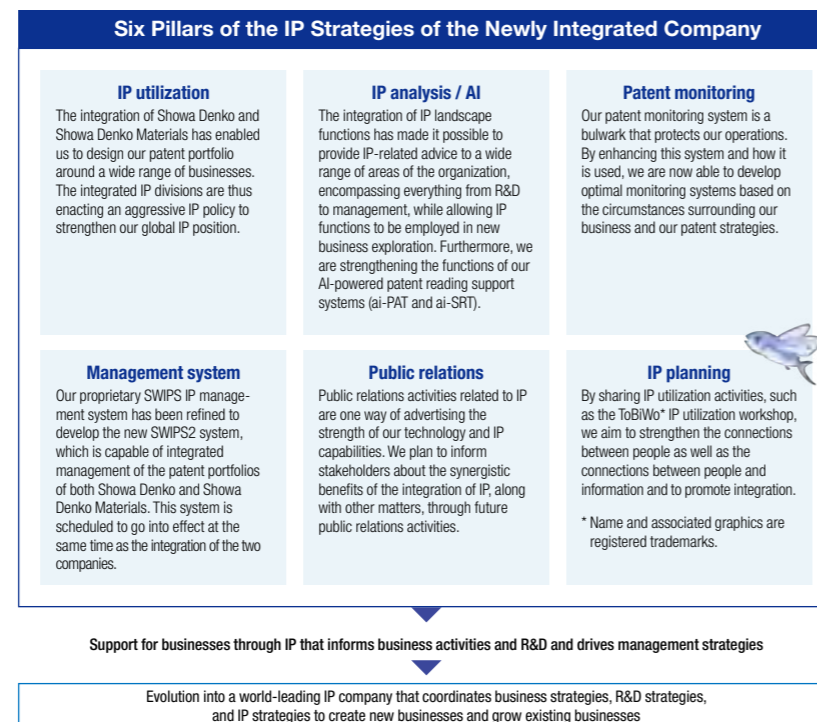 Six Pillars of the IP Strategies of the Newly Integrated Company
IP utilization
The integration of Showa Denko and
Showa Denko Materials has enabled
us to design our patent portfolio
around a wide range of businesses.
The integrated IP divisions are thus
enacting an aggressive IP policy to
strengthen our global IP position.
IP analysis / AI
The integration of IP landscape
functions has made it possible to
provide IP-related advice to a wide
range of areas of the organization,
encompassing everything from R&D
to management, while allowing IP
functions to be employed in new
business exploration. Furthermore, we
are strengthening the functions of our
AI-powered patent reading support
systems (ai-PAT and ai-SRT).
Patent monitoring
Our patent monitoring system is a
bulwark that protects our operations.
By enhancing this system and how it
is used, we are now able to develop
optimal monitoring systems based on
the circumstances surrounding our
business and our patent strategies.
Management system
Our proprietary SWIPS IP manage-
ment system has been refined to
develop the new SWIPS2 system,
which is capable of integrated
management of the patent portfolios
of both Showa Denko and Showa
Denko Materials. This system is
scheduled to go into effect at the
same time as the integration of the two
companies.
Public relations
Public relations activities related to IP
are one way of advertising the
strength of our technology and IP
capabilities. We plan to inform
stakeholders about the synergistic
benefits of the integration of IP, along
with other matters, through future
public relations activities.
IP planning
By sharing IP utilization activities, such
as the ToBiWo* IP utilization workshop,
we aim to strengthen the connections
between people as well as the
connections between people and
information and to promote integration.
* Name and associated graphics are
registered trademarks.
Support for businesses through IP that informs business activities and R&D and drives management strategies
Evolution into a world-leading IP company that coordinates business strategies, R&D strategies,
and IP strategies to create new businesses and grow existing businesses